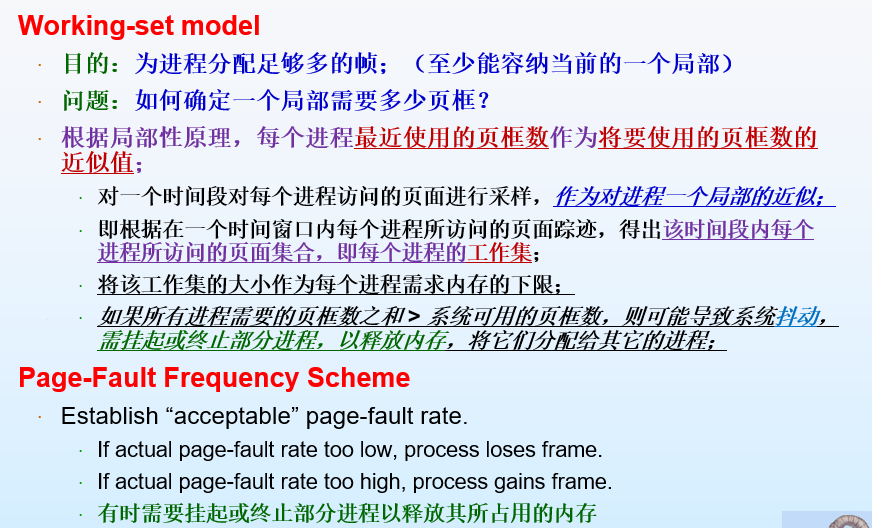 Working-set model
· 目的：为进程分配足够多的帧；（至少能容纳当前的一个局部）
· 问题：如何确定一个局部需要多少页框？
· 根据局部性原理，每个进程最近使用的页框数作为将要使用的页框数的
近似值；
· 对一个时间段对每个进程访问的页面进行采样，作为对进程一个局部的近似；
· 即根据在一个时间窗口内每个进程所访问的页面踪迹，得出该时间段内每个
进程所访问的页面集合，即每个进程的工作集；
· 将该工作集的大小作为每个进程需求内存的下限；
· 如果所有进程需要的页框数之和 > 系统可用的页框数，则可能导致系统抖动，
需挂起或终止部分进程，以释放内存，将它们分配给其它的进程；
Page-Fault Frequency Scheme
· Establish “acceptable” page-fault rate.
· If actual page-fault rate too low, process loses frame.
· If actual page-fault rate too high, process gains frame.
· 有时需要挂起或终止部分进程以释放其所占用的内存